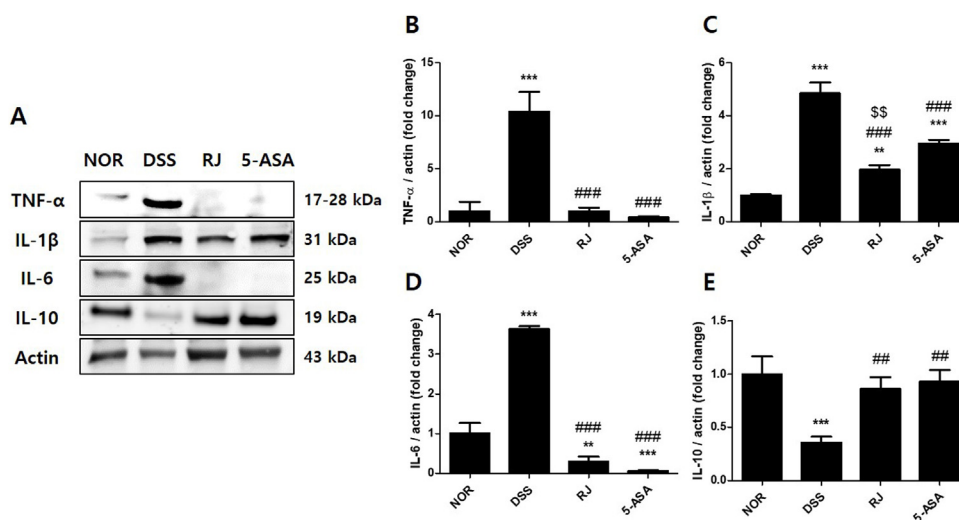 A
NOR DSS RJ 5-ASA
TNF-α 17-28 kDa
IL-1β 31 kDa
IL-6 25 kDa
IL-10 19 kDa
Actin 43 kDa
B
TNF-α / actin (fold change)
15
10
5
0
***
###
###
NOR DSS RJ 5-ASA
C
IL-1β / actin (fold change)
6
4
2
0
***
$$
###
**
###
***
NOR DSS RJ 5-ASA
D
IL-6 / actin (fold change)
4
3
2
1
0
***
###
**
###
***
NOR DSS RJ 5-ASA
E
IL-10 / actin (fold change)
1.5
1.0
0.5
0.0
***
##
##
NOR DSS RJ 5-ASA